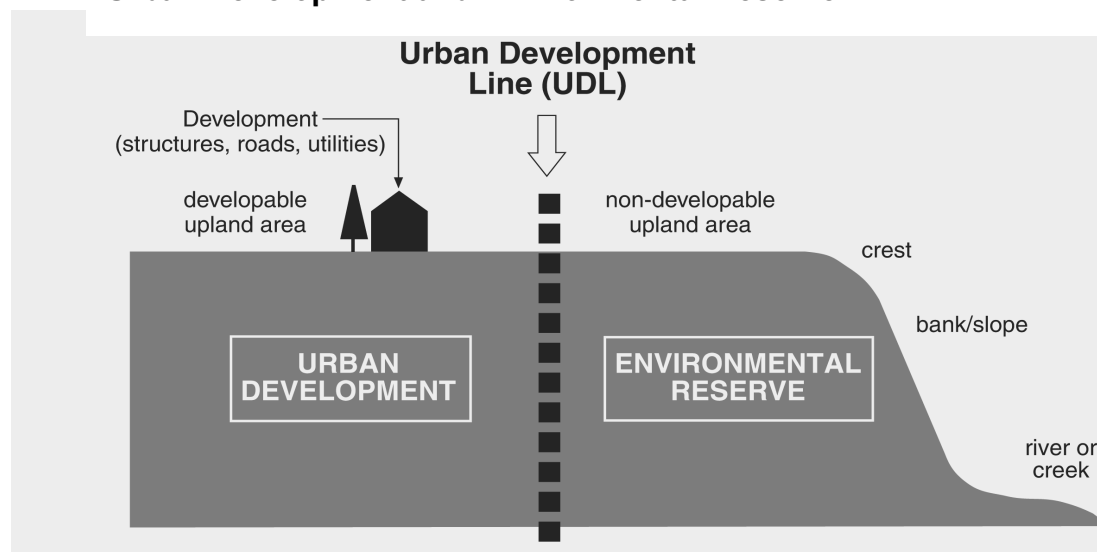 Urban Development
Line (UDL)
Development
(structures, roads, utilities)
developable
upland area
non-developable
upland area
crest
bank/slope
URBAN
DEVELOPMENT
ENVIRONMENTAL
RESERVE
river or
creek